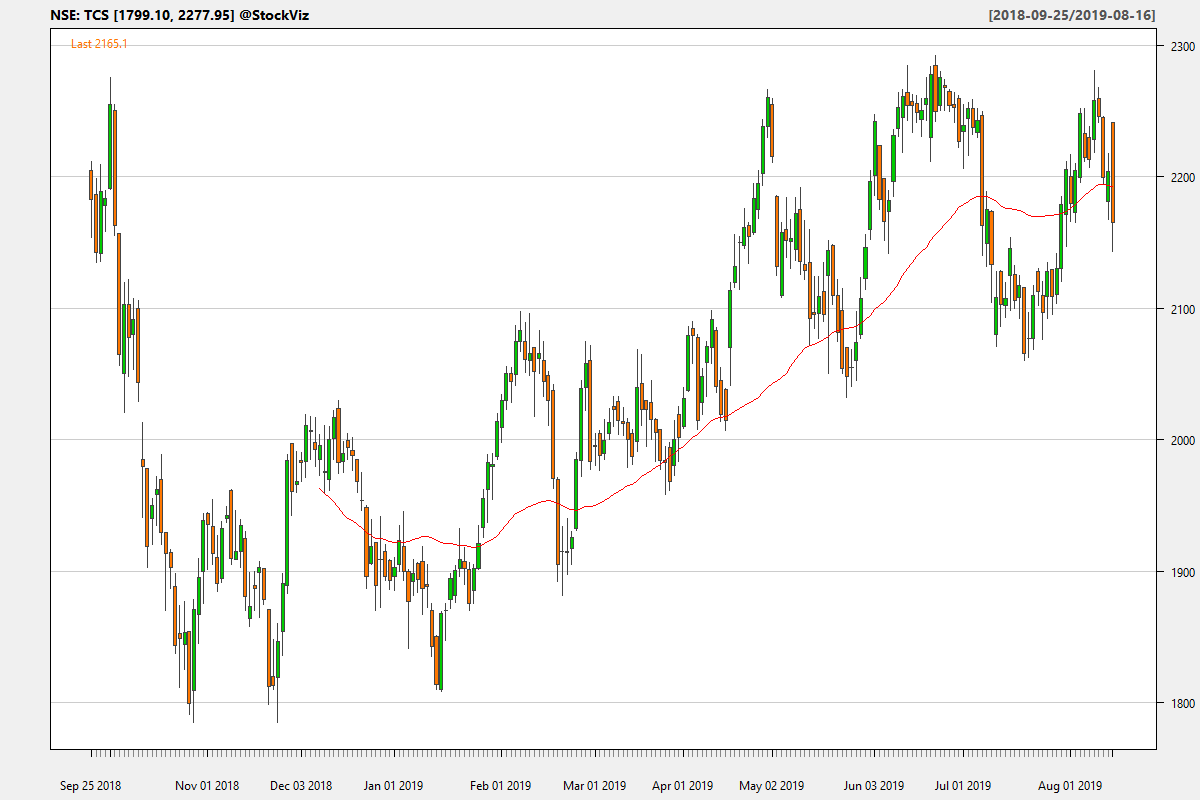 NSE: TCS [1799.10, 2277.95] @StockViz [2018-09-25/2019-08-16]
Last 2165.1
2300
2200
2100
2000
1900
1800
Sep 25 2018 Nov 01 2018 Dec 03 2018 Jan 01 2019 Feb 01 2019 Mar 01 2019 Apr 01 2019 May 02 2019 Jun 03 2019 Jul 01 2019 Aug 01 2019